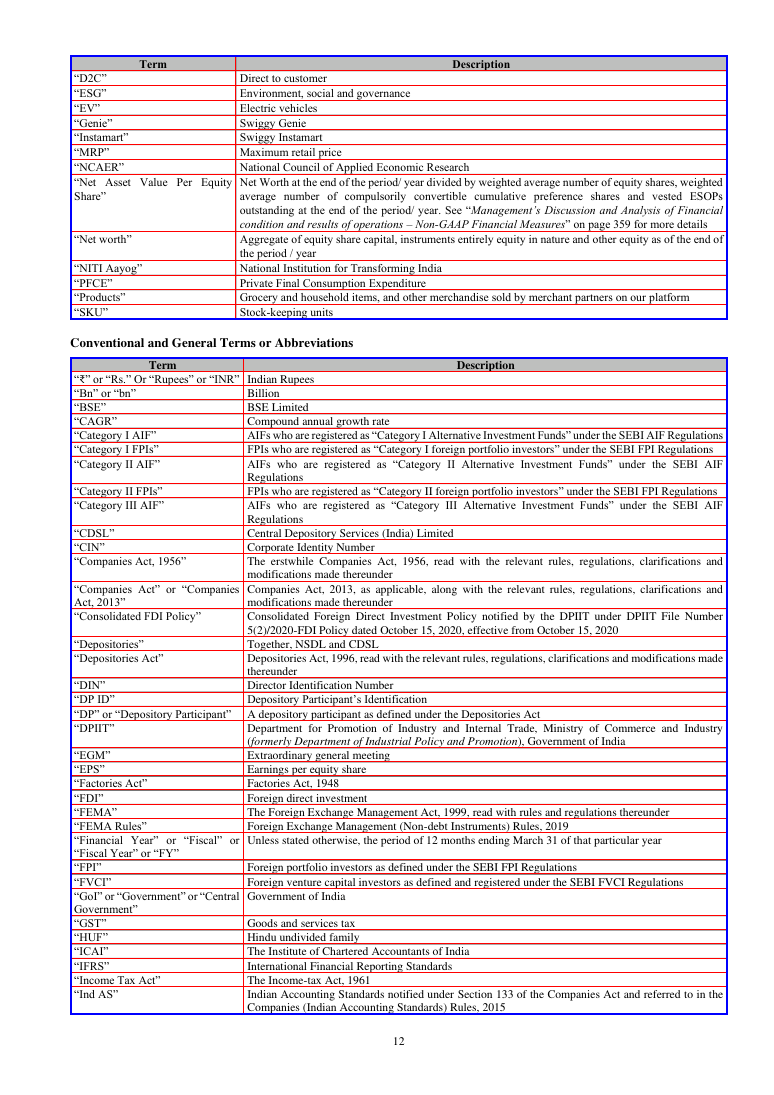 Term Description
“D2C” Direct to customer
“ESG” Environment, social and governance
“EV” Electric vehicles
“Genie” Swiggy Genie
“Instamart” Swiggy Instamart
“MRP” Maximum retail price
“NCAER” National Council of Applied Economic Research
“Net Asset Value Per Equity Net Worth at the end of the period/ year divided by weighted average number of equity shares, weighted
Share” average number of compulsorily convertible cumulative preference shares and vested ESOPs
outstanding at the end of the period/ year. See “Management’s Discussion and Analysis of Financial
condition and results of operations – Non-GAAP Financial Measures” on page 359 for more details
“Net worth” Aggregate of equity share capital, instruments entirely equity in nature and other equity as of the end of
the period / year
“NITI Aayog” National Institution for Transforming India
“PFCE” Private Final Consumption Expenditure
“Products” Grocery and household items, and other merchandise sold by merchant partners on our platform
“SKU” Stock-keeping units
Conventional and General Terms or Abbreviations
Term Description
“₹” or “Rs.” Or “Rupees” or “INR” Indian Rupees
“Bn” or “bn” Billion
“BSE” BSE Limited
“CAGR” Compound annual growth rate
“Category I AIF” AIFs who are registered as “Category I Alternative Investment Funds” under the SEBI AIF Regulations
“Category I FPIs” FPIs who are registered as “Category I foreign portfolio investors” under the SEBI FPI Regulations
“Category II AIF” AIFs who are registered as “Category II Alternative Investment Funds” under the SEBI AIF
Regulations
“Category II FPIs” FPIs who are registered as “Category II foreign portfolio investors” under the SEBI FPI Regulations
“Category III AIF” AIFs who are registered as “Category III Alternative Investment Funds” under the SEBI AIF
Regulations
“CDSL” Central Depository Services (India) Limited
“CIN” Corporate Identity Number
“Companies Act, 1956” The erstwhile Companies Act, 1956, read with the relevant rules, regulations, clarifications and
modifications made thereunder
“Companies Act” or “Companies Companies Act, 2013, as applicable, along with the relevant rules, regulations, clarifications and
Act, 2013” modifications made thereunder
“Consolidated FDI Policy” Consolidated Foreign Direct Investment Policy notified by the DPIIT under DPIIT File Number
5(2)/2020-FDI Policy dated October 15, 2020, effective from October 15, 2020
“Depositories” Together, NSDL and CDSL
“Depositories Act” Depositories Act, 1996, read with the relevant rules, regulations, clarifications and modifications made
thereunder
“DIN” Director Identification Number
“DP ID” Depository Participant’s Identification
“DP” or “Depository Participant” A depository participant as defined under the Depositories Act
“DPIIT” Department for Promotion of Industry and Internal Trade, Ministry of Commerce and Industry
(formerly Department of Industrial Policy and Promotion), Government of India
“EGM” Extraordinary general meeting
“EPS” Earnings per equity share
“Factories Act” Factories Act, 1948
“FDI” Foreign direct investment
“FEMA” The Foreign Exchange Management Act, 1999, read with rules and regulations thereunder
“FEMA Rules” Foreign Exchange Management (Non-debt Instruments) Rules, 2019
“Financial Year” or “Fiscal” or Unless stated otherwise, the period of 12 months ending March 31 of that particular year
“Fiscal Year” or “FY”
“FPI” Foreign portfolio investors as defined under the SEBI FPI Regulations
“FVCI” Foreign venture capital investors as defined and registered under the SEBI FVCI Regulations
“GoI” or “Government” or “Central Government of India
Government”
“GST” Goods and services tax
“HUF” Hindu undivided family
“ICAI” The Institute of Chartered Accountants of India
“IFRS” International Financial Reporting Standards
“Income Tax Act” The Income-tax Act, 1961
“Ind AS” Indian Accounting Standards notified under Section 133 of the Companies Act and referred to in the
Companies (Indian Accounting Standards) Rules, 2015
12